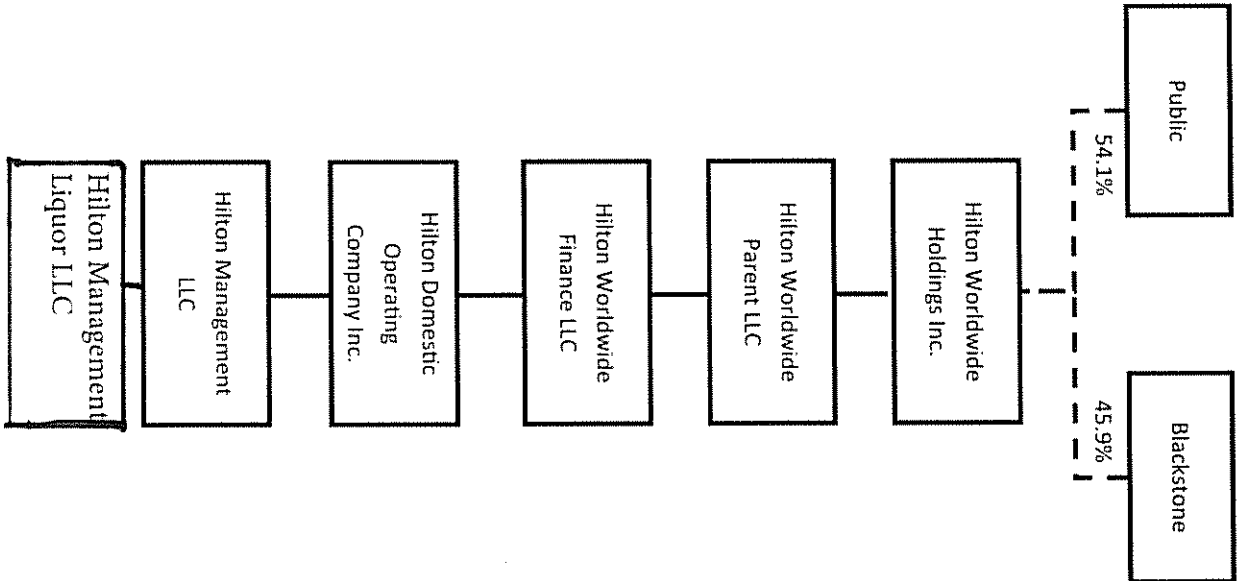 Public
Blackstone
54.1%
45.9%
Hilton Worldwide
Holdings Inc.
Hilton Worldwide
Parent LLC
Hilton Worldwide
Finance LLC
Hilton Domestic
Operating
Company Inc.
Hilton Management
LLC
Hilton Management
Liquor LLC